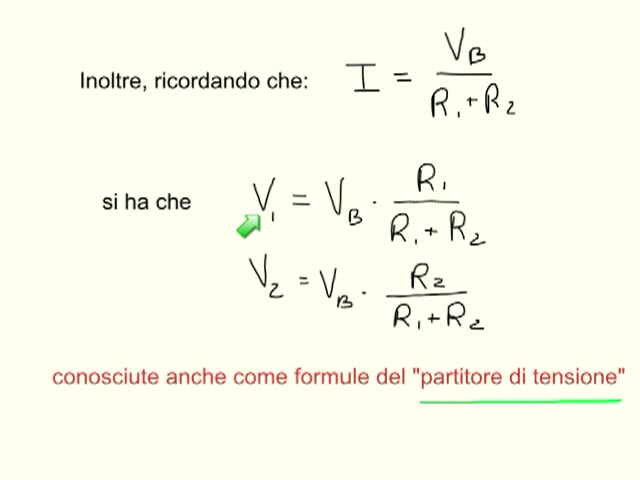 Inoltre, ricordando che: I = V_B / (R_1 + R_2)
si ha che V_1 = V_B · R_1 / (R_1 + R_2)
V_2 = V_B · R_2 / (R_1 + R_2)
conosciute anche come formule del "partitore di tensione"